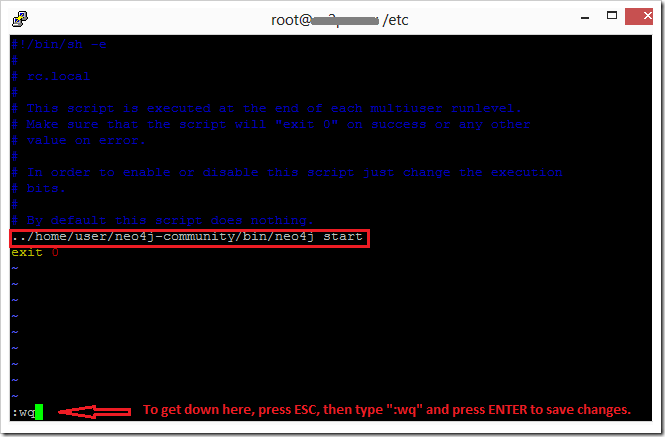 root@ /etc
#!/bin/sh -e
#
# rc.local
#
# This script is executed at the end of each multiuser runlevel.
# Make sure that the script will "exit 0" on success or any other
# value on error.
#
# In order to enable or disable this script just change the execution
# bits.
#
# By default this script does nothing.
../home/user/neo4j-community/bin/neo4j start
exit 0
~
~
~
~
~
~
~
~
~
:wq
To get down here, press ESC, then type ":wq" and press ENTER to save changes.